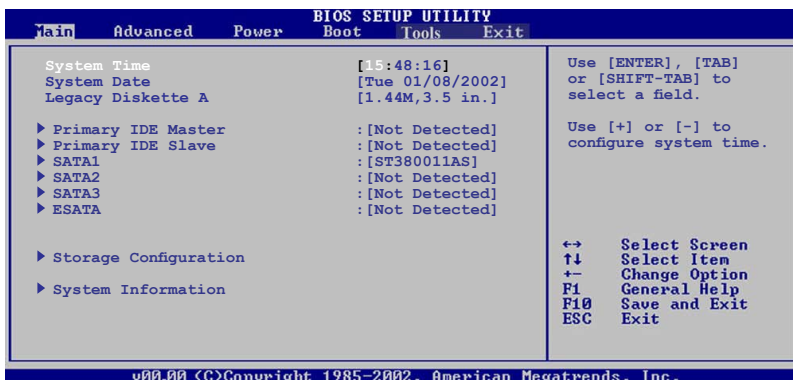 BIOS SETUP UTILITY
Main Advanced Power Boot Tools Exit
System Time [15:48:16]
System Date [Tue 01/08/2002]
Legacy Diskette A [1.44M,3.5 in.]
Primary IDE Master :[Not Detected]
Primary IDE Slave :[Not Detected]
SATA1 :[ST380011AS]
SATA2 :[Not Detected]
SATA3 :[Not Detected]
ESATA :[Not Detected]
Storage Configuration
System Information
Use [ENTER], [TAB]
or [SHIFT-TAB] to
select a field.
Use [+] or [-] to
configure system time.
←→ Select Screen
↑↓ Select Item
+- Change Option
F1 General Help
F10 Save and Exit
ESC Exit
v00.00 (C)Copyright 1985-2002, American Megatrends, Inc.